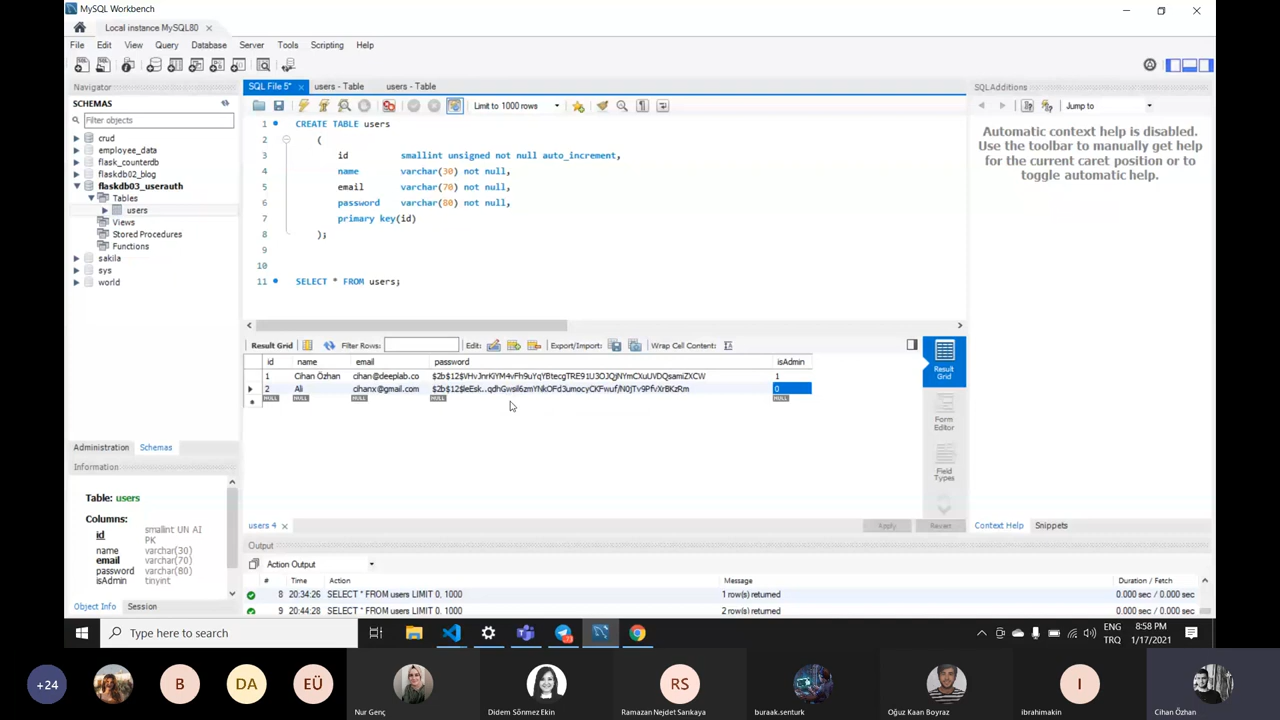 MySQL Workbench
Local instance MySQL80
File Edit View Query Database Server Tools Scripting Help
Navigator
SCHEMAS
Filter objects
crud
employee_data
flask_counterdb
flaskdb02_blog
flaskdb03_userauth
Tables
users
Views
Stored Procedures
Functions
sakila
sys
world
Administration Schemas
Information
Table: users
Columns:
id smallint UN AI
PK
name varchar(30)
email varchar(70)
password varchar(80)
isAdmin tinyint
Object Info Session
SQL File 5* users - Table users - Table
Limit to 1000 rows
1 CREATE TABLE users
2 (
3 id smallint unsigned not null auto_increment,
4 name varchar(30) not null,
5 email varchar(70) not null,
6 password varchar(80) not null,
7 primary key(id)
8 );
9
10
11 SELECT * FROM users;
Result Grid Filter Rows: Edit: Export/Import: Wrap Cell Content:
id name email password isAdmin
1 Cihan Özhan cihan@deeplab.co 1
2 Ali cihanx@gmail.com 0
NULL NULL NULL NULL NULL
Result
Grid
Form
Editor
Field
Types
users 4 Apply Revert
Output
Action Output
# Time Action Message Duration / Fetch
8 20:34:26 SELECT * FROM users LIMIT 0, 1000 1 row(s) returned 0.000 sec / 0.000 sec
9 20:44:28 SELECT * FROM users LIMIT 0, 1000 2 row(s) returned 0.000 sec / 0.000 sec
SQLAdditions
Jump to
Automatic context help is disabled.
Use the toolbar to manually get help
for the current caret position or to
toggle automatic help.
Context Help Snippets
Type here to search
ENG
TRQ
8:58 PM
1/17/2021
+24
B
DA
EÜ
RS
I
Nur Genç
Didem Sönmez Ekin
Ramazan Nejdet Sarıkaya
buraak.senturk
Oğuz Kaan Boyraz
ibrahimakin
Cihan Özhan